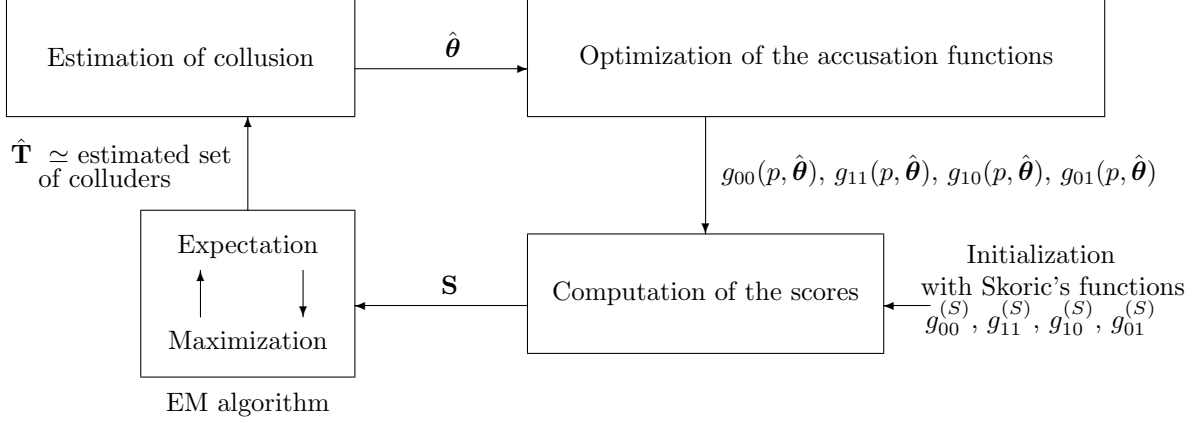 Estimation of collusion
θ̂
Optimization of the accusation functions
T̂ ≃ estimated set
of colluders
g₀₀(p, θ̂), g₁₁(p, θ̂), g₁₀(p, θ̂), g₀₁(p, θ̂)
Expectation
Maximization
EM algorithm
S
Computation of the scores
Initialization
with Skoric's functions
g₀₀^(S), g₁₁^(S), g₁₀^(S), g₀₁^(S)